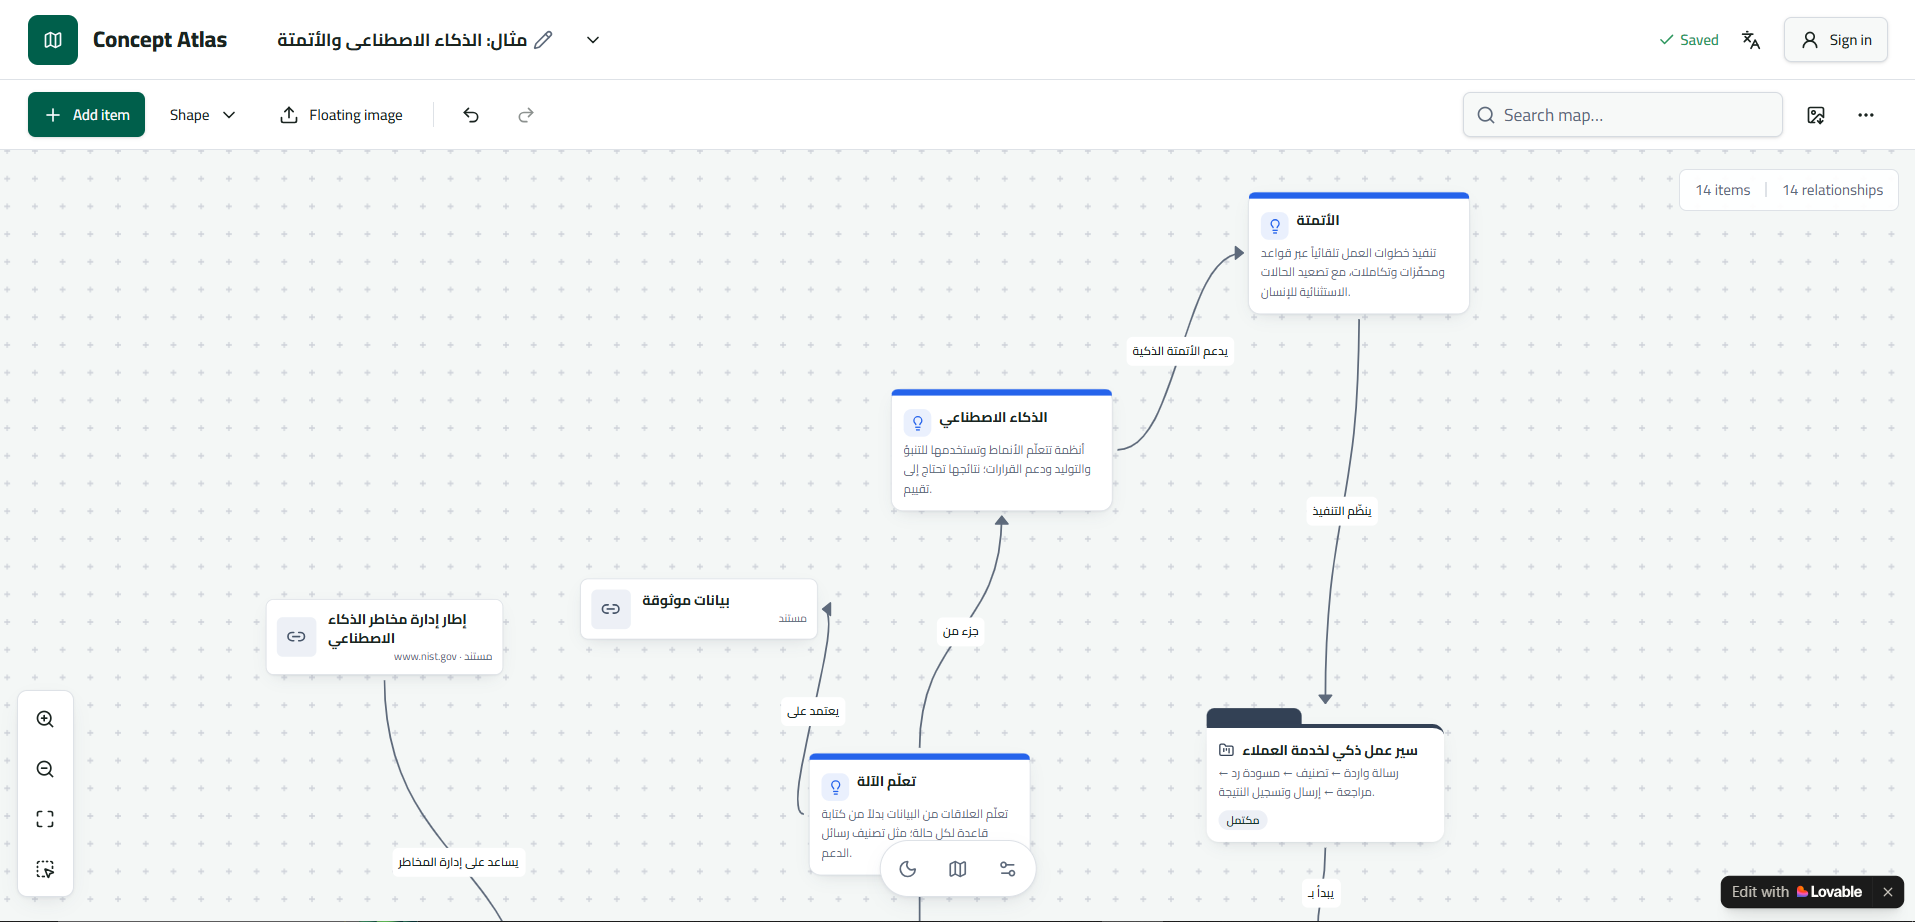 Concept Atlas
مثال: الذكاء الاصطناعي والأتمتة
Saved
Sign in
Add item
Shape
Floating image
Search map...
14 items
14 relationships
الأتمتة
تنفيذ خطوات العمل تلقائياً عبر قواعد
ومحفّزات وتكاملات، مع تصعيد الحالات
الاستثنائية للإنسان.
يدعم الأتمتة الذكية
الذكاء الاصطناعي
أنظمة تتعلّم الأنماط وتستخدمها للتنبؤ
والتوليد ودعم القرارات؛ نتائجها تحتاج إلى
تقييم.
ينظّم التنفيذ
بيانات موثوقة
مستند
إطار إدارة مخاطر الذكاء
الاصطناعي
مستند · www.nist.gov
جزء من
يعتمد على
تعلّم الآلة
تعلّم العلاقات من البيانات بدلاً من كتابة
قاعدة لكل حالة؛ مثل تصنيف رسائل
الدعم.
سير عمل ذكي لخدمة العملاء
رسالة واردة ← تصنيف ← مسودة رد ←
مراجعة ← إرسال وتسجيل النتيجة.
مكتمل
يساعد على إدارة المخاطر
يبدأ بـ
Edit with Lovable